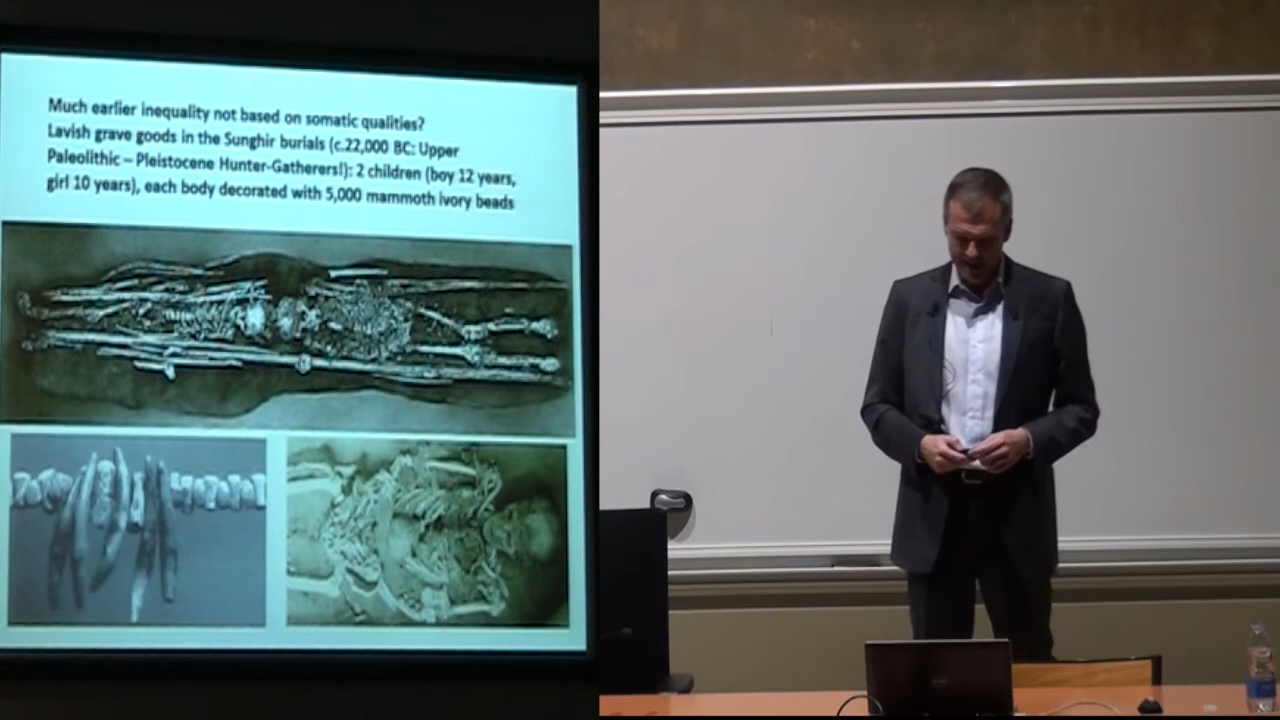 Much earlier inequality not based on somatic qualities?
Lavish grave goods in the Sunghir burials (c.22,000 BC: Upper
Paleolithic – Pleistocene Hunter-Gatherers!): 2 children (boy 12 years,
girl 10 years), each body decorated with 5,000 mammoth ivory beads